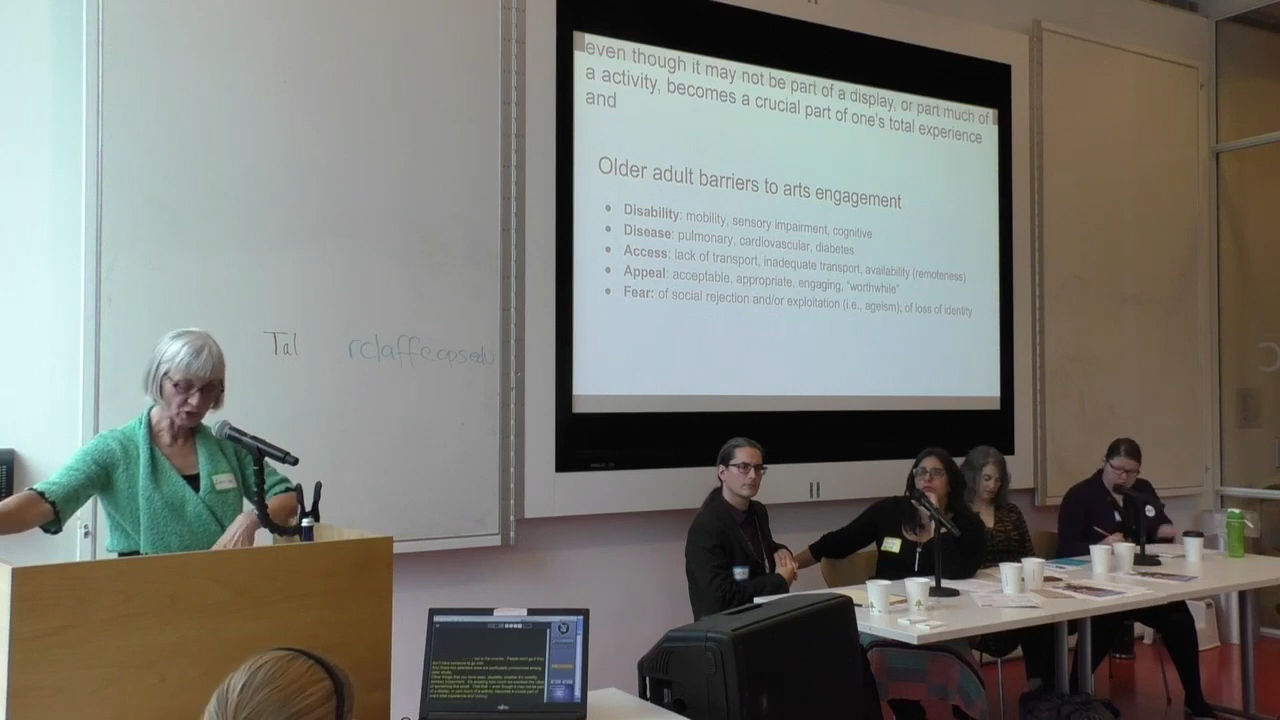 even though it may not be part of a display, or part much of
a activity, becomes a crucial part of one's total experience
and
Older adult barriers to arts engagement
Disability: mobility, sensory impairment, cognitive
Disease: pulmonary, cardiovascular, diabetes
Access: lack of transport, inadequate transport, availability (remoteness)
Appeal: acceptable, appropriate, engaging, "worthwhile"
Fear: of social rejection and/or exploitation (i.e., ageism); of loss of identity
Tal